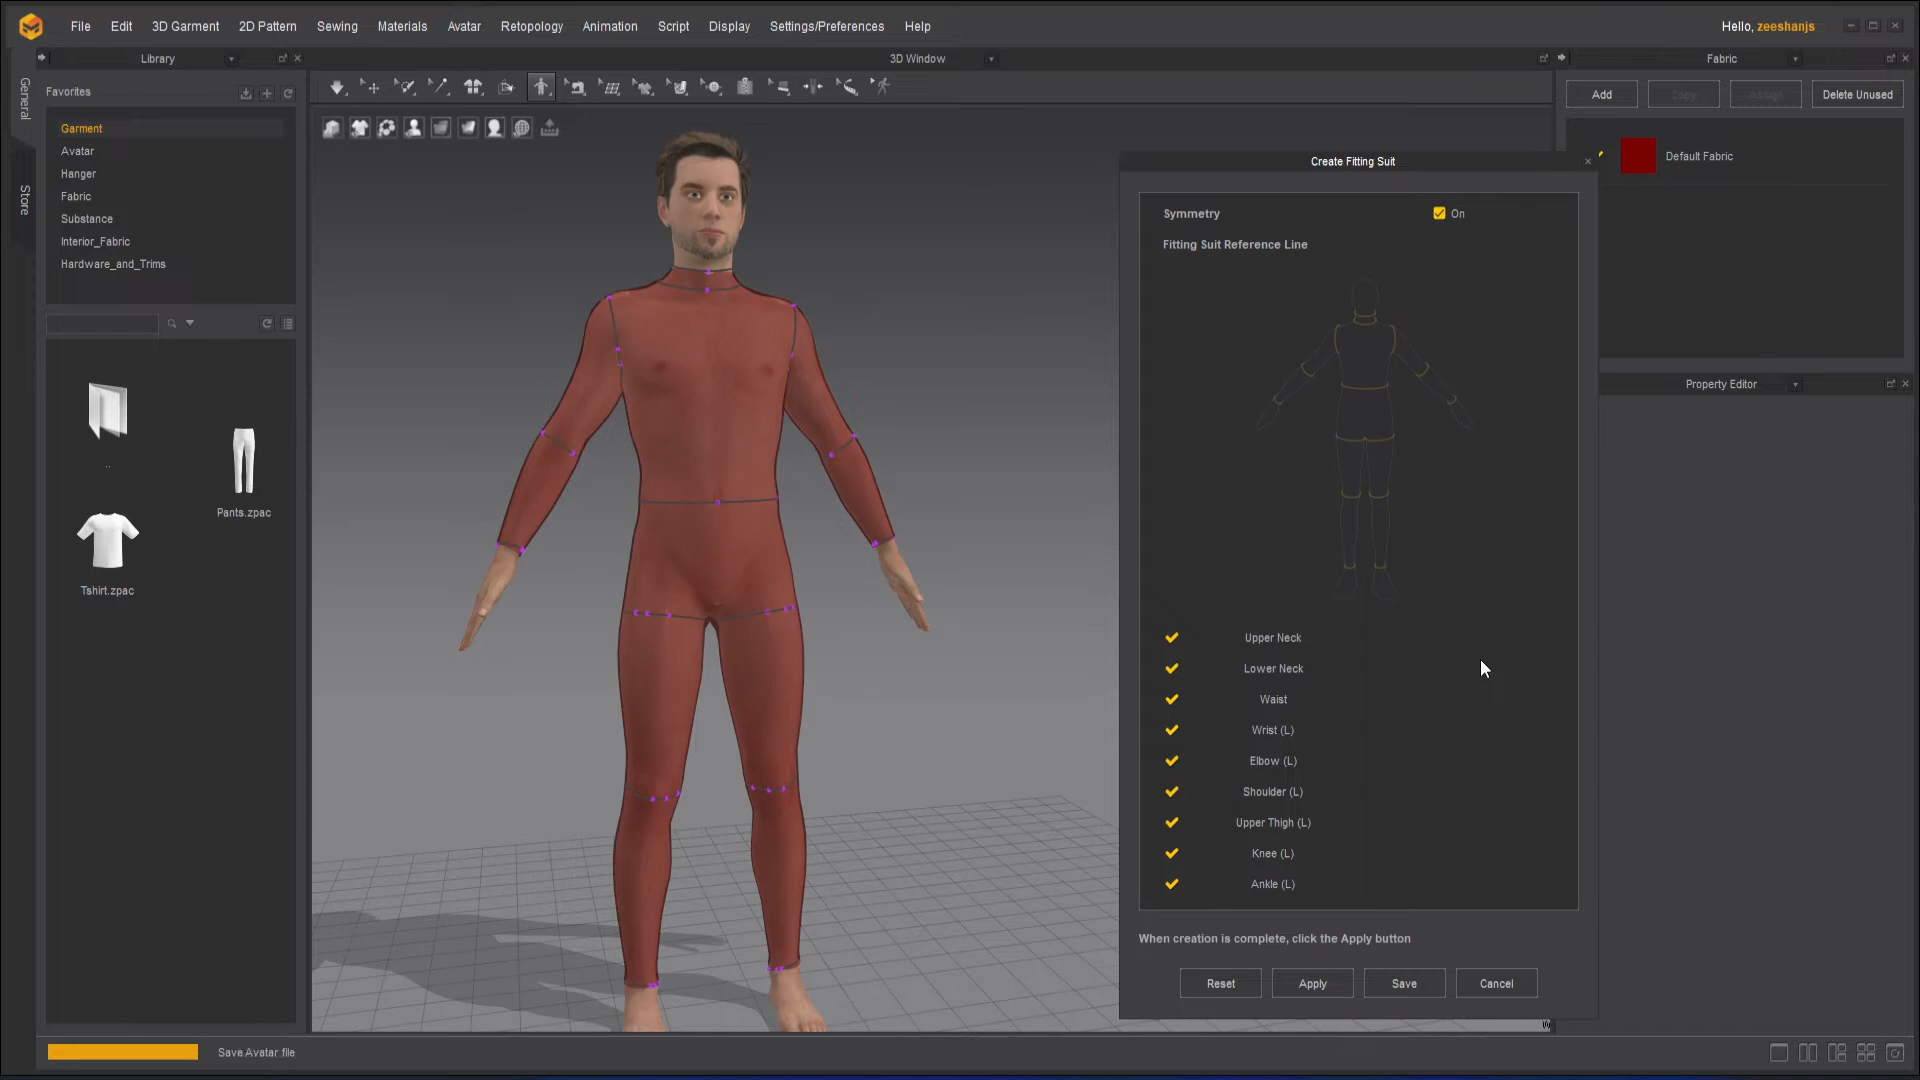 File Edit 3D Garment 2D Pattern Sewing Materials Avatar Retopology Animation Script Display Settings/Preferences Help
Hello, zeeshanjs
Library
3D Window
Fabric
General
Store
Favorites
Garment
Avatar
Hanger
Fabric
Substance
Interior_Fabric
Hardware_and_Trims
..
Pants.zpac
Tshirt.zpac
Add Copy Assign Delete Unused
Default Fabric
Property Editor
Create Fitting Suit
Symmetry On
Fitting Suit Reference Line
Upper Neck
Lower Neck
Waist
Wrist (L)
Elbow (L)
Shoulder (L)
Upper Thigh (L)
Knee (L)
Ankle (L)
When creation is complete, click the Apply button
Reset Apply Save Cancel
Save Avatar file